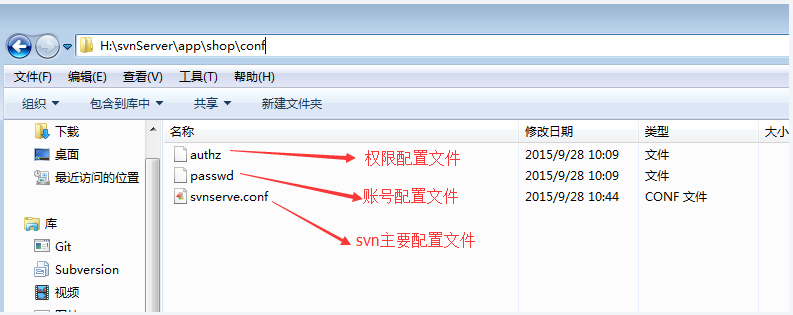 H:\svnServer\app\shop\conf
文件(F) 编辑(E) 查看(V) 工具(T) 帮助(H)
组织 包含到库中 共享 新建文件夹
下载
桌面
最近访问的位置
库
Git
Subversion
视频
名称 修改日期 类型 大小
authz 权限配置文件 2015/9/28 10:09 文件
passwd 账号配置文件 2015/9/28 10:09 文件
svnserve.conf 2015/9/28 10:44 CONF 文件
svn主要配置文件